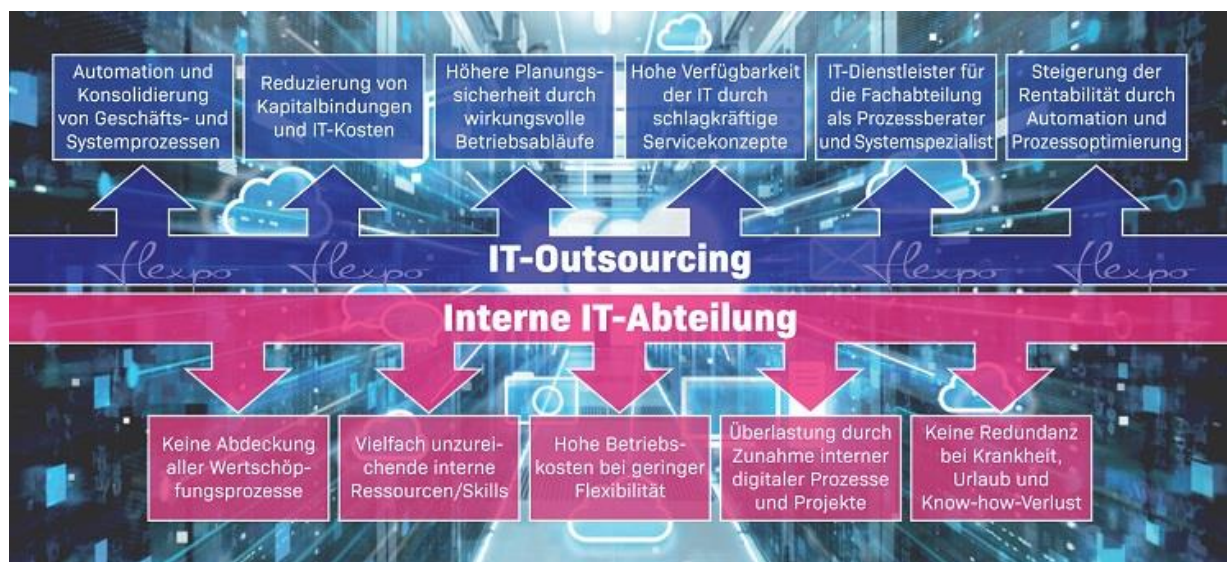 Automation und
Konsolidierung
von Geschäfts- und
Systemprozessen
Reduzierung von
Kapitalbindungen
und IT-Kosten
Höhere Planungs-
sicherheit durch
wirkungsvolle
Betriebsabläufe
Hohe Verfügbarkeit
der IT durch
schlagkräftige
Servicekonzepte
IT-Dienstleister für
die Fachabteilung
als Prozessberater
und Systemspezialist
Steigerung der
Rentabilität durch
Automation und
Prozessoptimierung
flexpo flexpo IT-Outsourcing flexpo flexpo
Interne IT-Abteilung
Keine Abdeckung
aller Wertschöp-
fungsprozesse
Vielfach unzurei-
chende interne
Ressourcen/Skills
Hohe Betriebs-
kosten bei geringer
Flexibilität
Überlastung durch
Zunahme interner
digitaler Prozesse
und Projekte
Keine Redundanz
bei Krankheit,
Urlaub und
Know-how-Verlust